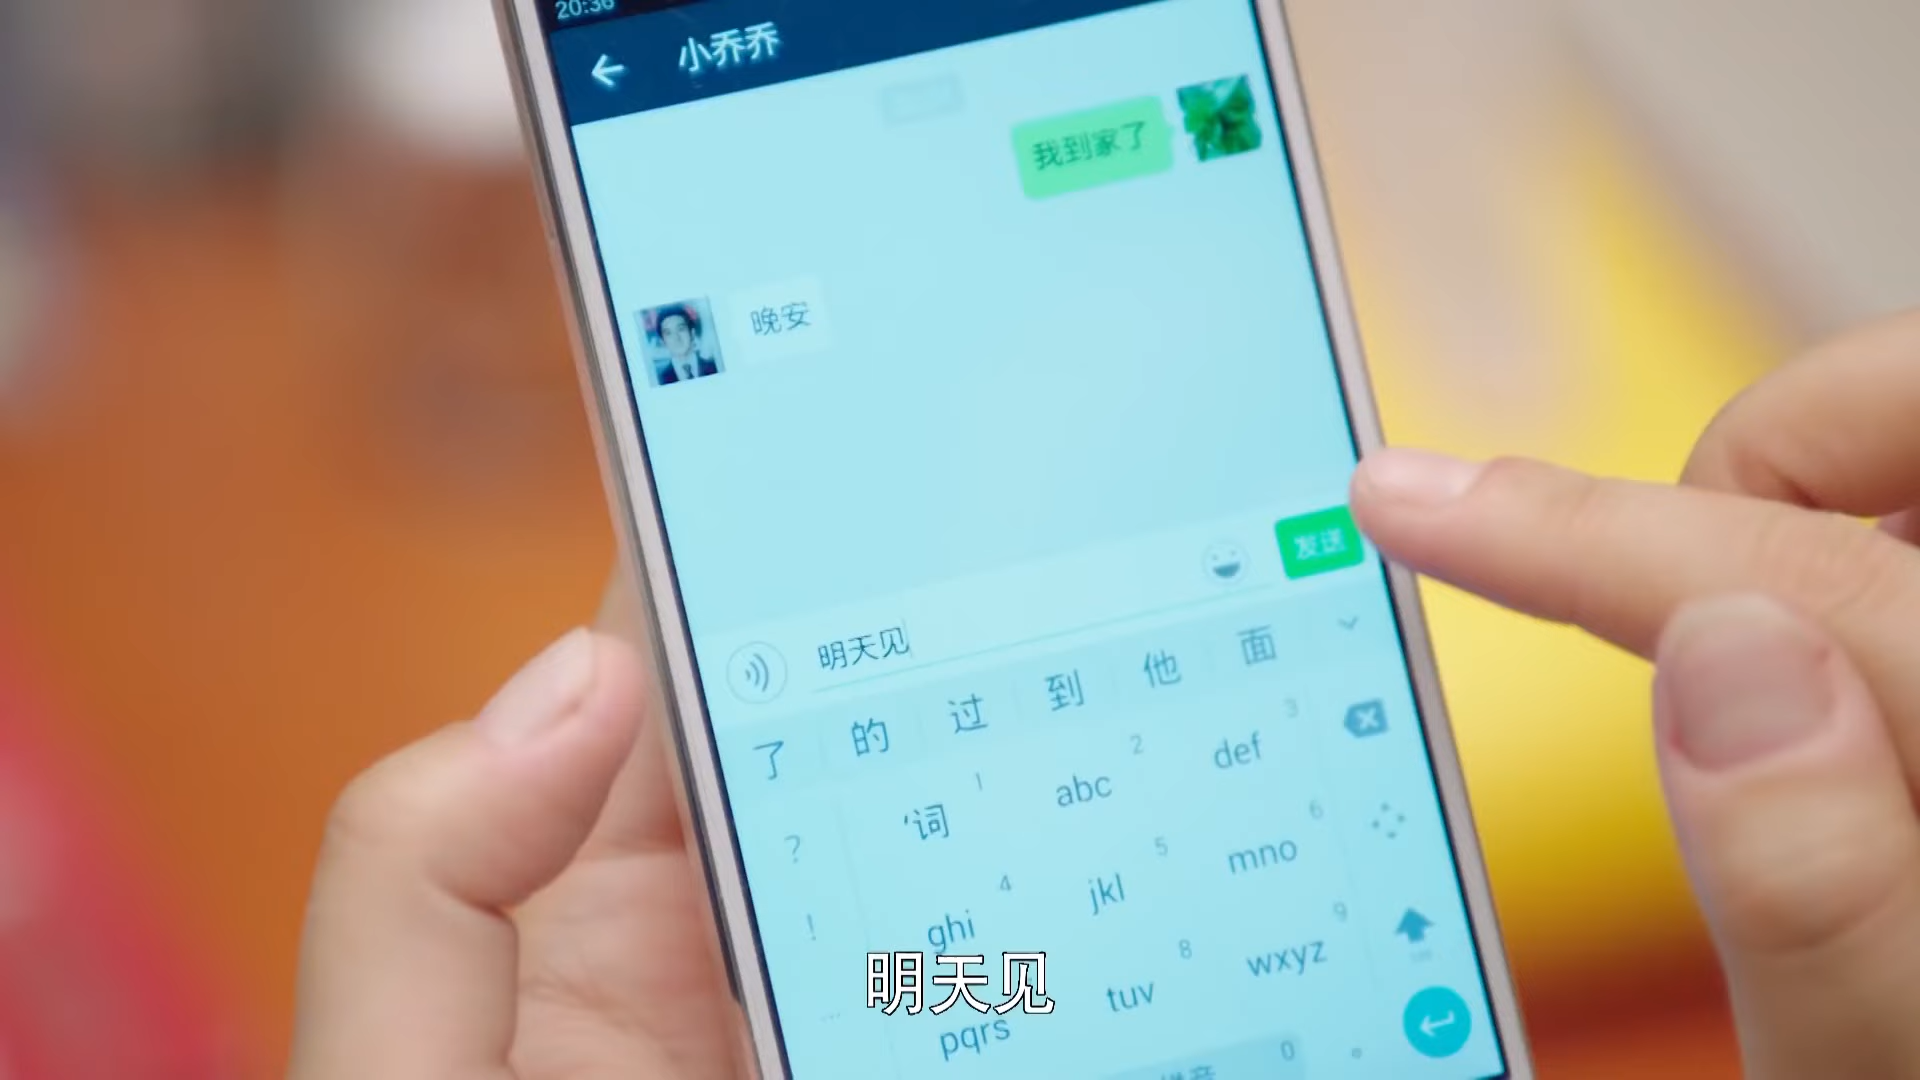 20:36
小乔乔
我到家了
晚安
发送
明天见
了 的 过 到 他 面
? '词 1 abc 2 def 3
! ghi 4 jkl 5 mno 6
... pqrs tuv 8 wxyz 9
拼音 0
明天见